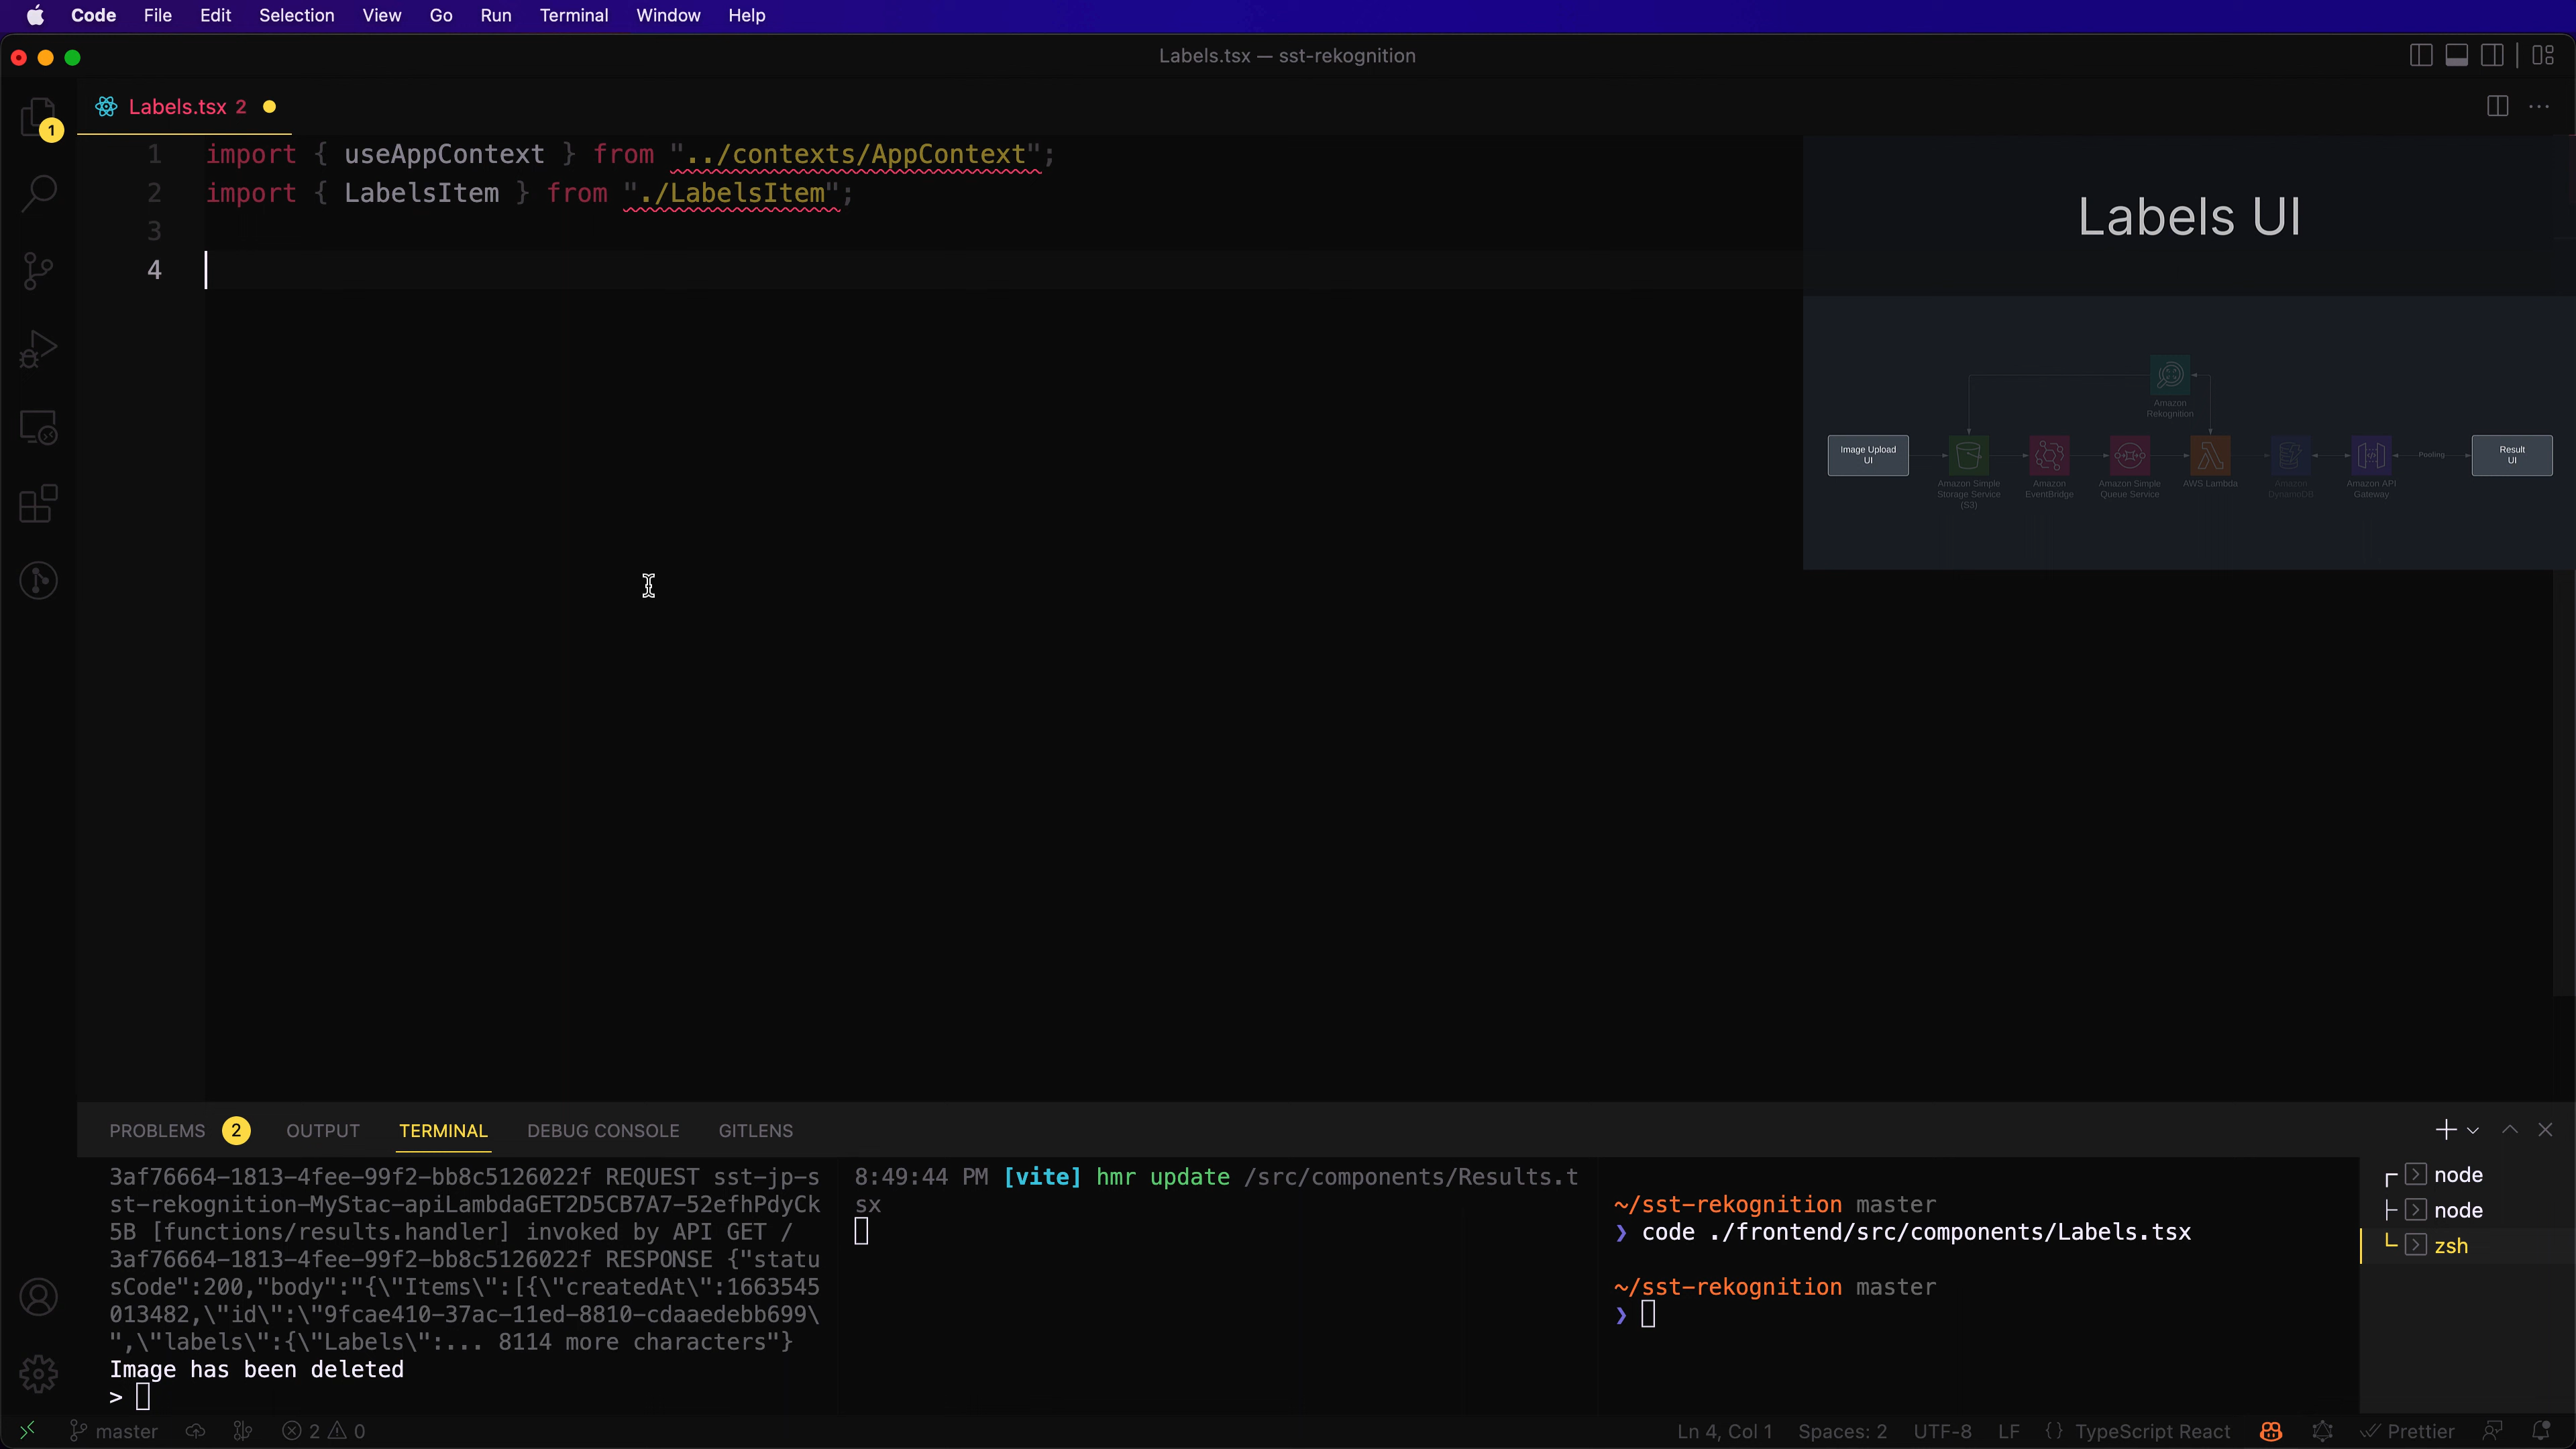 Code File Edit Selection View Go Run Terminal Window Help
Labels.tsx — sst-rekognition
1
Labels.tsx 2
1 import { useAppContext } from "../contexts/AppContext";
2 import { LabelsItem } from "./LabelsItem";
3
4
Labels UI
Amazon
Rekognition
Image Upload
UI
Pooling
Result
UI
Amazon Simple
Storage Service
(S3)
Amazon
EventBridge
Amazon Simple
Queue Service
AWS Lambda
Amazon
DynamoDB
Amazon API
Gateway
PROBLEMS 2 OUTPUT TERMINAL DEBUG CONSOLE GITLENS
3af76664-1813-4fee-99f2-bb8c5126022f REQUEST sst-jp-s
st-rekognition-MyStac-apiLambdaGET2D5CB7A7-52efhPdyCk
5B [functions/results.handler] invoked by API GET /
3af76664-1813-4fee-99f2-bb8c5126022f RESPONSE {"statu
sCode":200,"body":"{\"Items\":[{\"createdAt\":1663545
013482,\"id\":\"9fcae410-37ac-11ed-8810-cdaaedebb699\
",\"labels\":{\"Labels\":... 8114 more characters"}
Image has been deleted
>
8:49:44 PM [vite] hmr update /src/components/Results.t
sx
~/sst-rekognition master
❯ code ./frontend/src/components/Labels.tsx
~/sst-rekognition master
❯
node
node
zsh
master 2 0 Ln 4, Col 1 Spaces: 2 UTF-8 LF {} TypeScript React Prettier